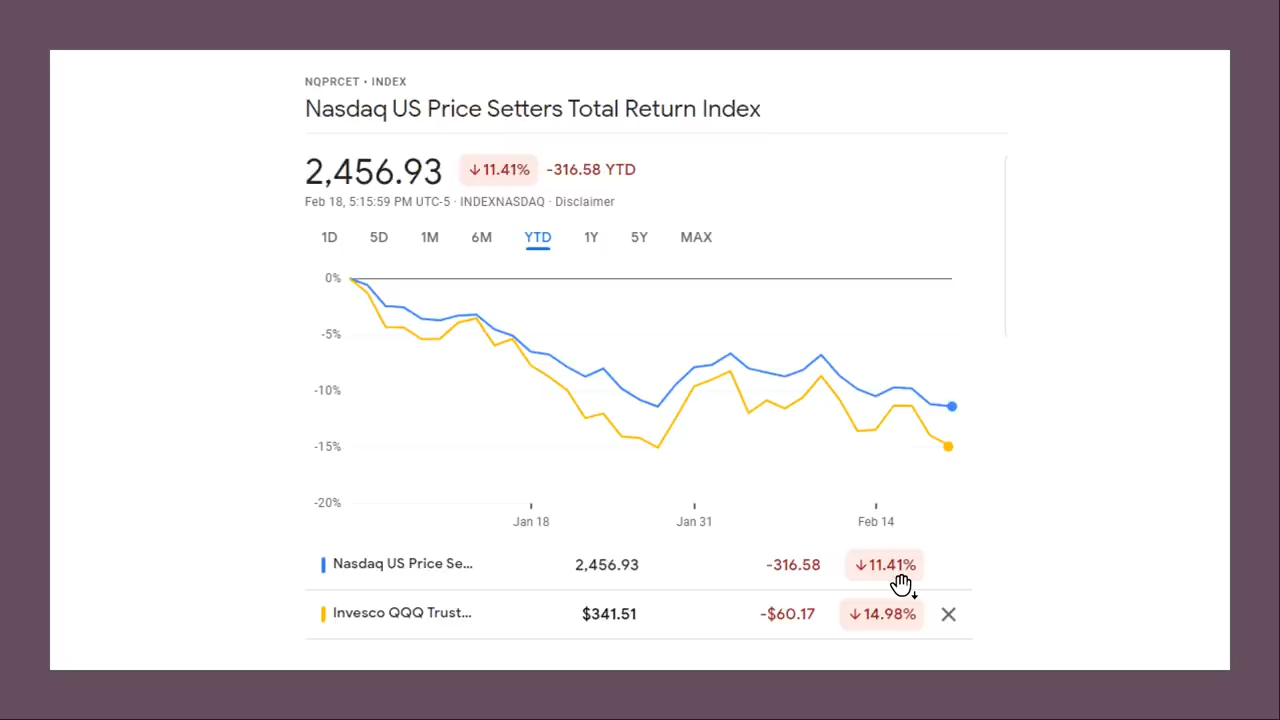 NQPRCET • INDEX
Nasdaq US Price Setters Total Return Index
2,456.93 ↓11.41% -316.58 YTD
Feb 18, 5:15:59 PM UTC-5 · INDEXNASDAQ · Disclaimer
1D 5D 1M 6M YTD 1Y 5Y MAX
0%
-5%
-10%
-15%
-20%
Jan 18 Jan 31 Feb 14
Nasdaq US Price Se... 2,456.93 -316.58 ↓11.41%
Invesco QQQ Trust... $341.51 -$60.17 ↓14.98%